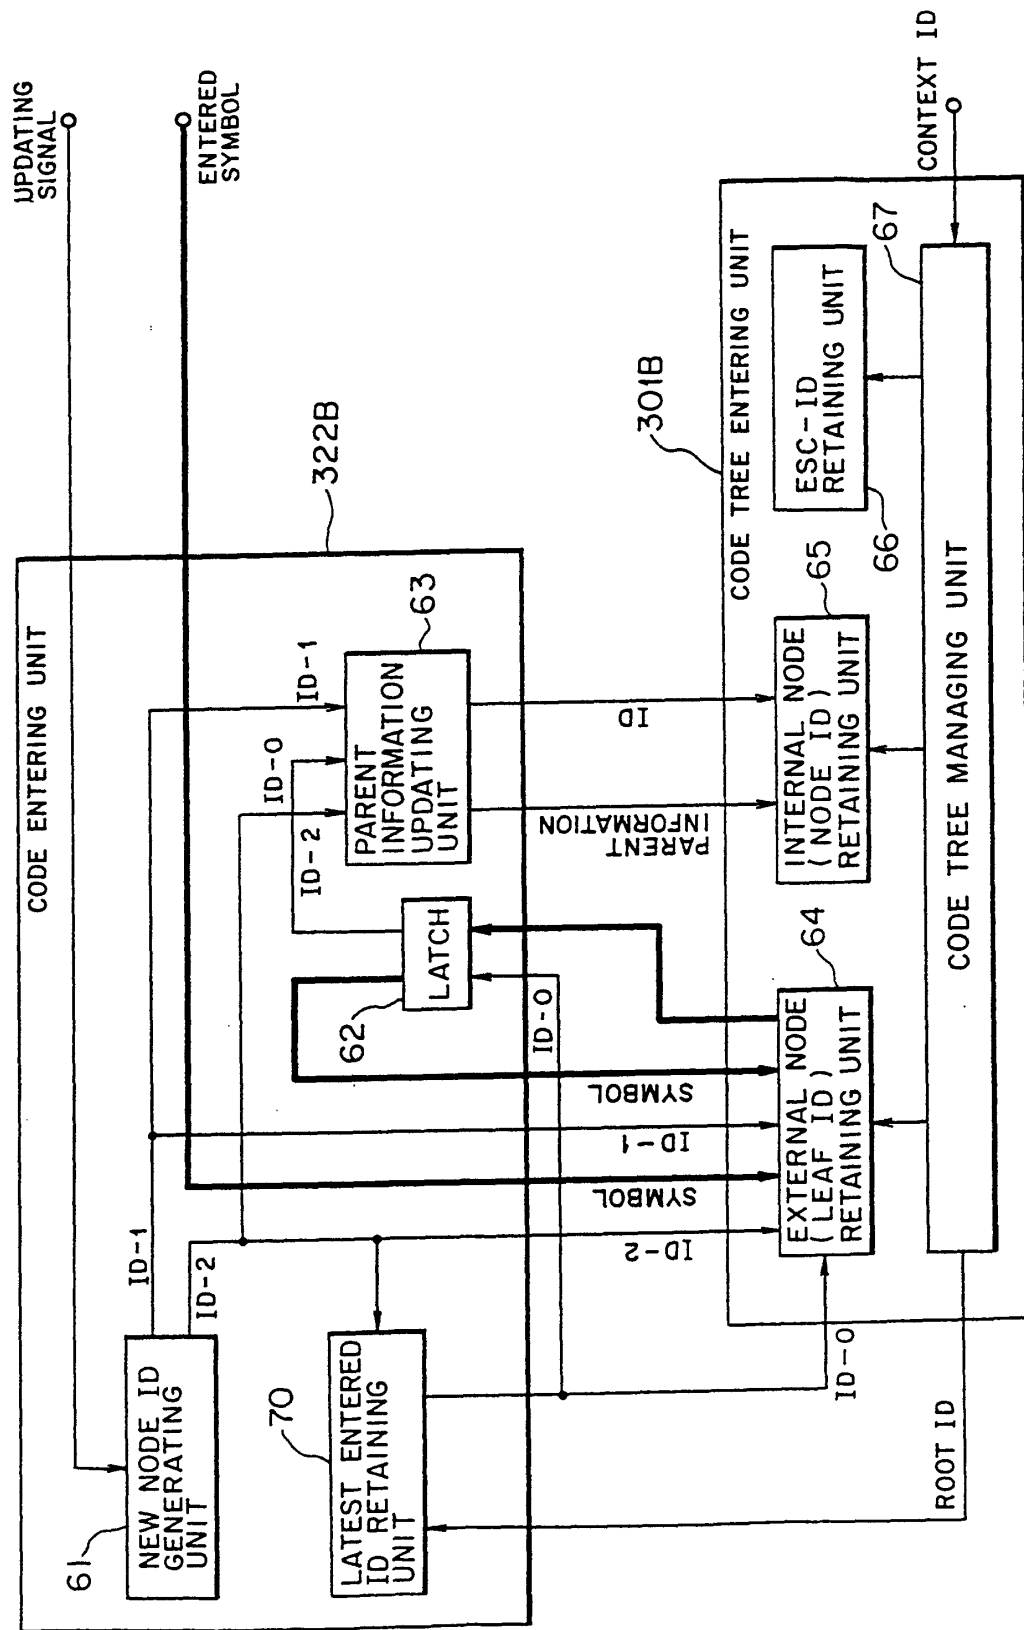 UPDATING
SIGNAL
ENTERED
SYMBOL
CODE ENTERING UNIT
322B
61
NEW NODE ID
GENERATING
UNIT
ID-1
ID-2
70
LATEST ENTERED
ID RETAINING
UNIT
62
LATCH
ID-0
ID-2
ID-0
ID-1
PARENT
INFORMATION
UPDATING
UNIT
63
ID-2
SYMBOL
ID-1
SYMBOL
PARENT
INFORMATION
ID
301B
CODE TREE ENTERING UNIT
ID-0
EXTERNAL NODE
(LEAF ID)
RETAINING UNIT
64
INTERNAL NODE
(NODE ID)
RETAINING UNIT
65
ESC-ID
RETAINING UNIT
66
CODE TREE MANAGING UNIT
67
ROOT ID
CONTEXT ID